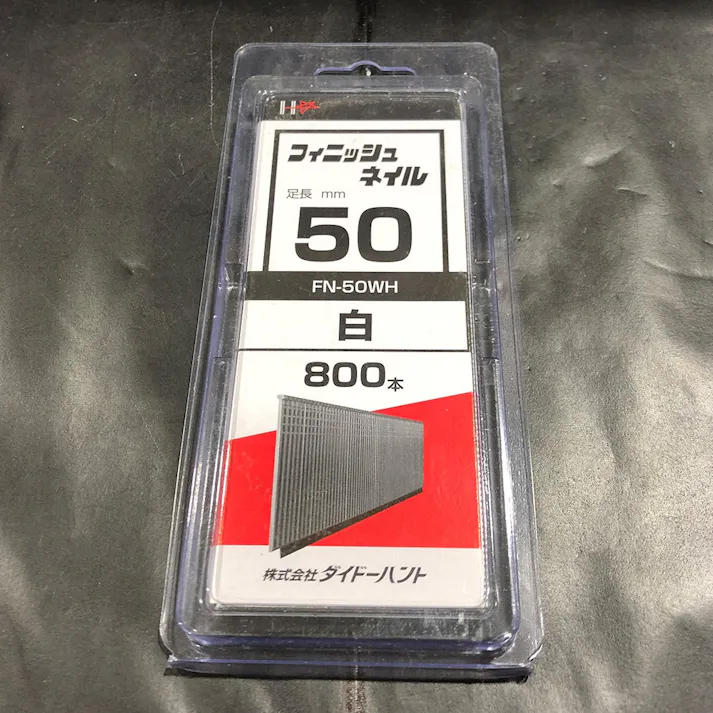 フィニッシュ
ネイル
足長 mm
50
FN-50WH
白
800本
株式会社 ダイドーハント